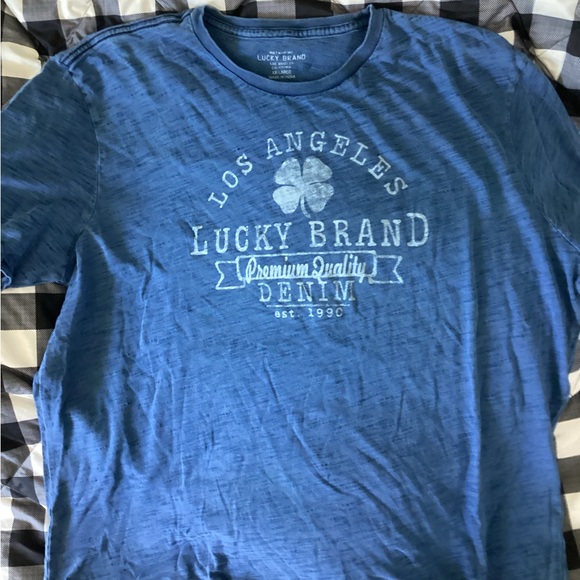 LUCKY BRAND
LOS ANGELES
LUCKY BRAND
Premium Quality
DENIM
est. 1990